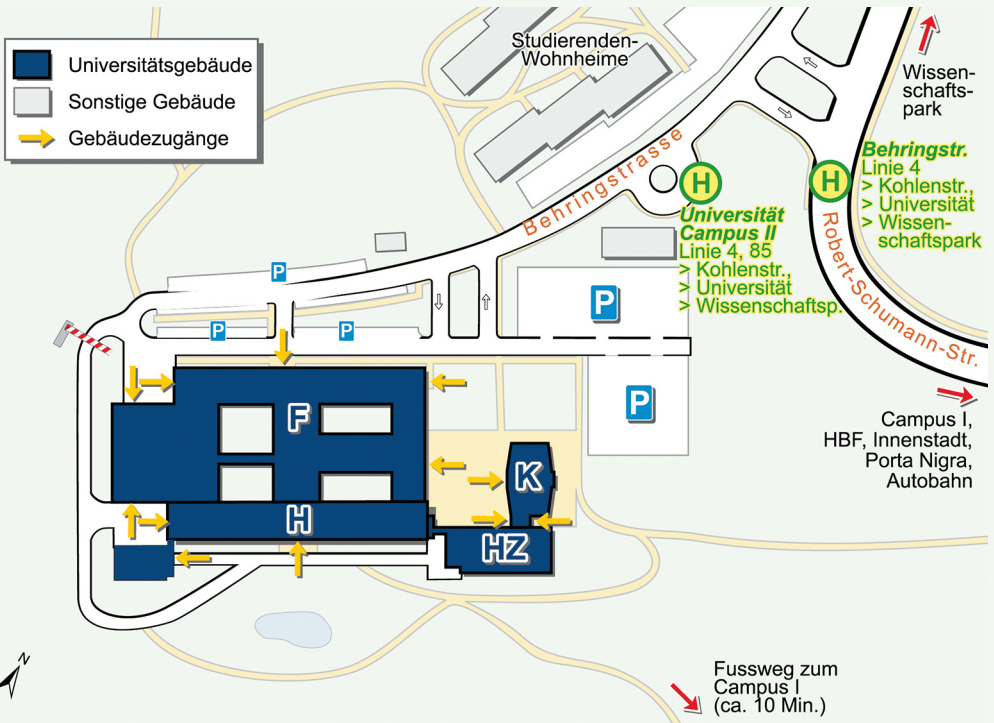 Universitätsgebäude
Sonstige Gebäude
Gebäudezugänge
Studierenden-
Wohnheime
Wissen-
schafts-
park
Behringstrasse
H
H
Behringstr.
Linie 4
> Kohlenstr.,
> Universität
> Wissen-
schaftspark
Universität
Campus II
Linie 4, 85
> Kohlenstr.,
> Universität
> Wissenschaftsp.
Robert-Schumann-Str.
P
P
P
P
P
Campus I,
HBF, Innenstadt,
Porta Nigra,
Autobahn
F
K
H
HZ
N
Fussweg zum
Campus I
(ca. 10 Min.)